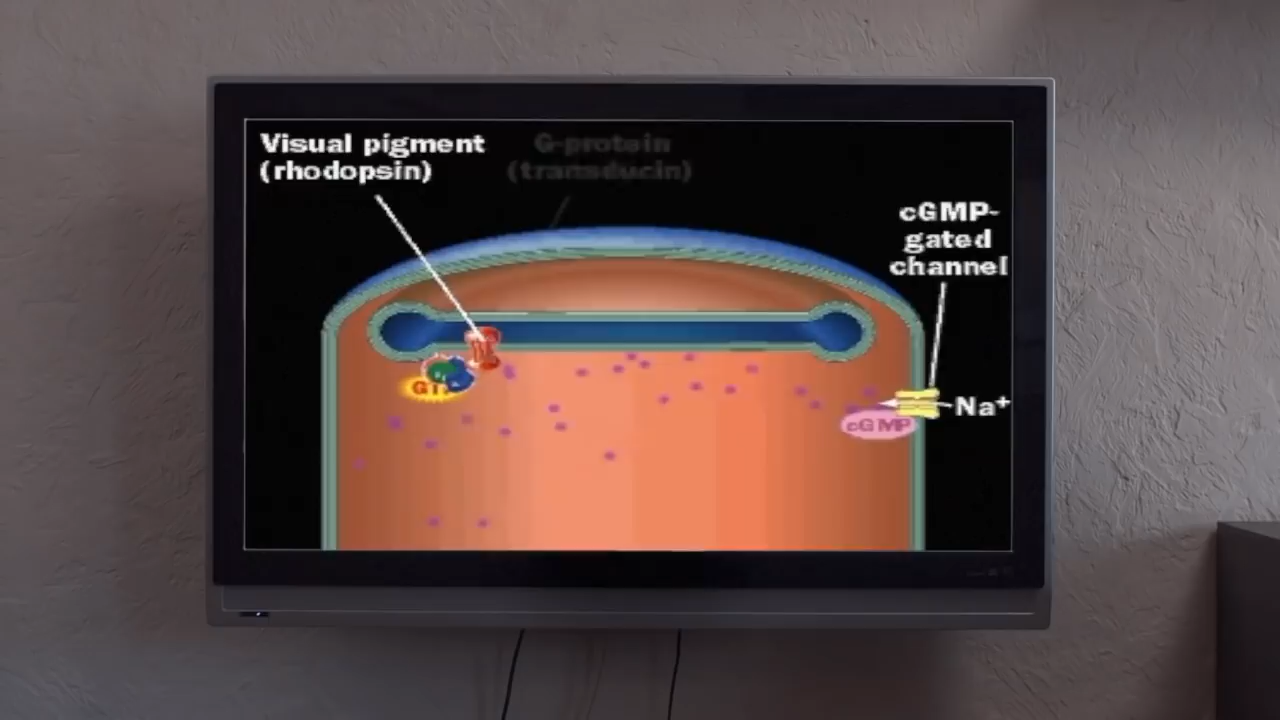 Visual pigment
(rhodopsin)
G-protein
(transducin)
cGMP-
gated
channel
Na⁺
cGMP